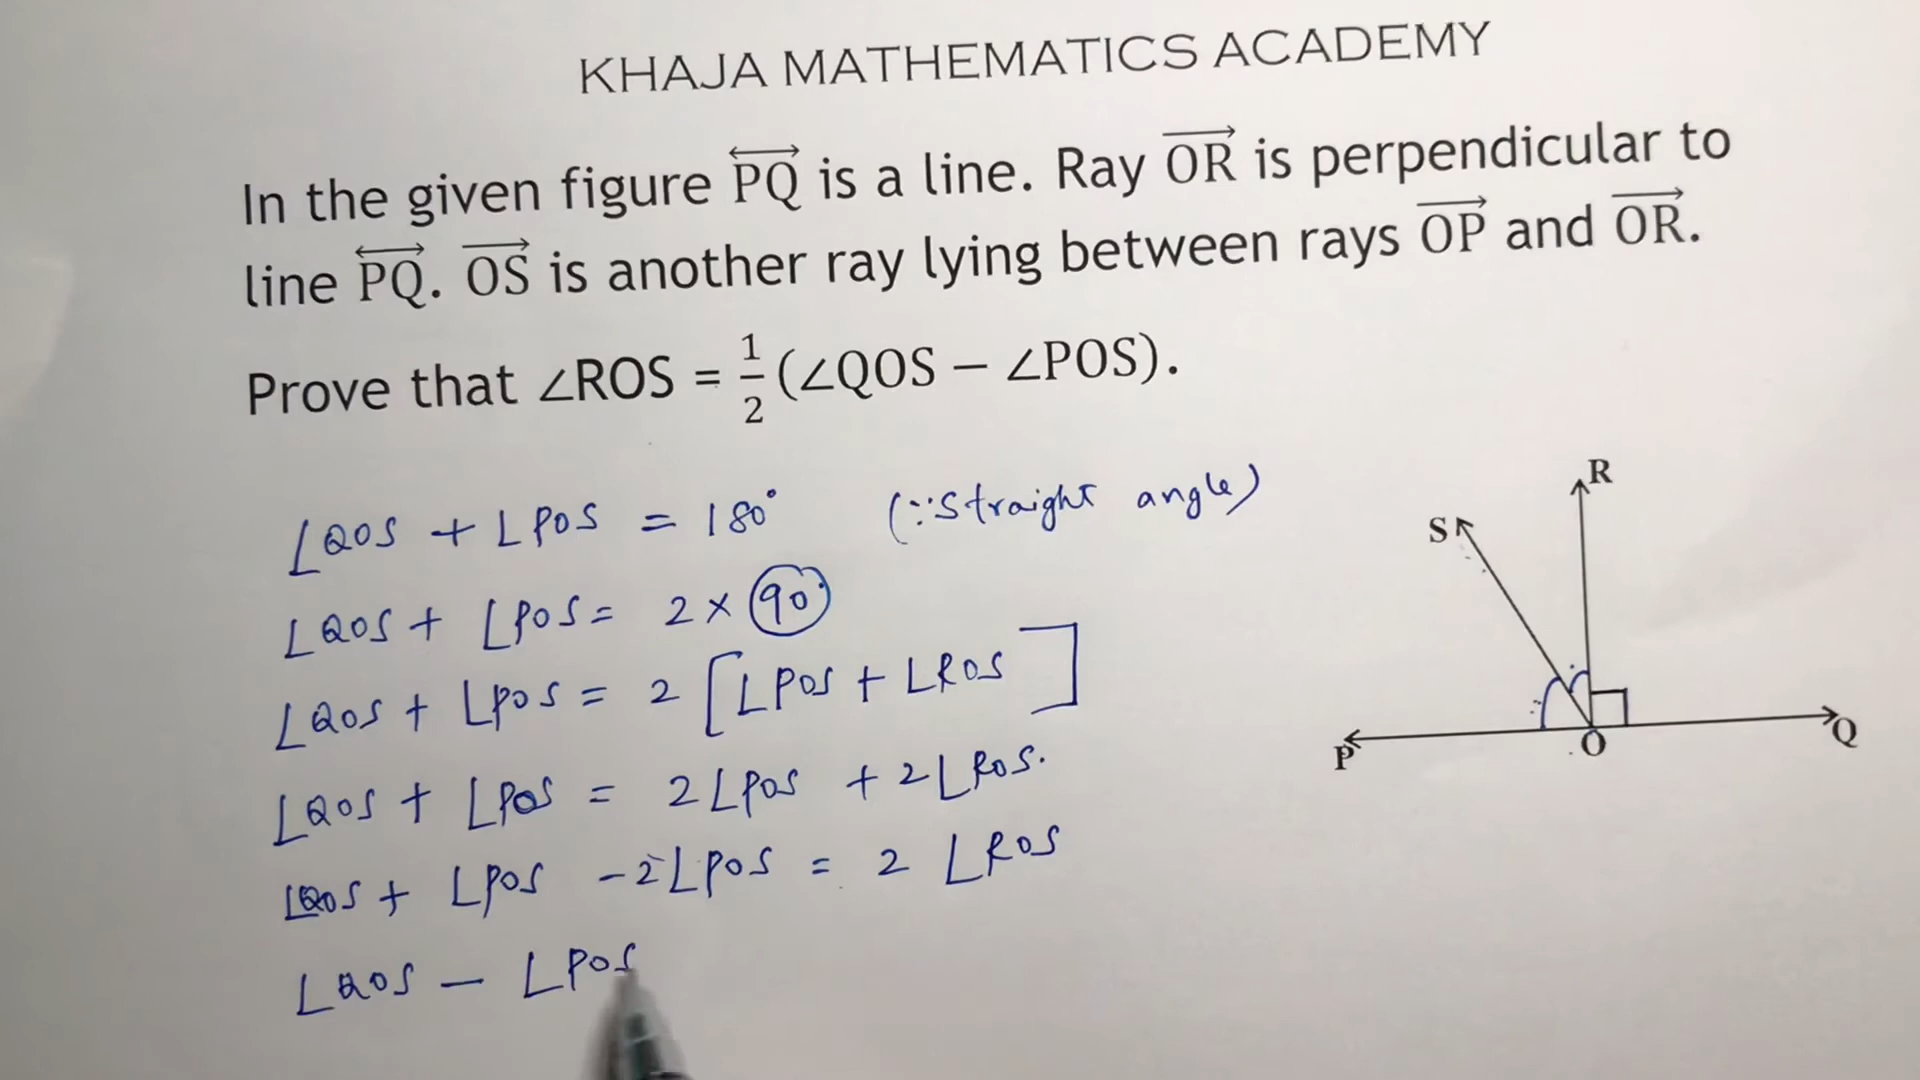 KHAJA MATHEMATICS ACADEMY
In the given figure PQ is a line. Ray OR is perpendicular to
line PQ. OS is another ray lying between rays OP and OR.
Prove that ∠ROS = 1/2 (∠QOS − ∠POS).
∠QOS + ∠POS = 180° (∵ Straight angle)
∠QOS + ∠POS = 2 × 90°
∠QOS + ∠POS = 2 [∠POS + ∠ROS]
∠QOS + ∠POS = 2∠POS + 2∠ROS.
∠QOS + ∠POS − 2∠POS = 2 ∠ROS
∠QOS − ∠POS
R
S
P
O
Q